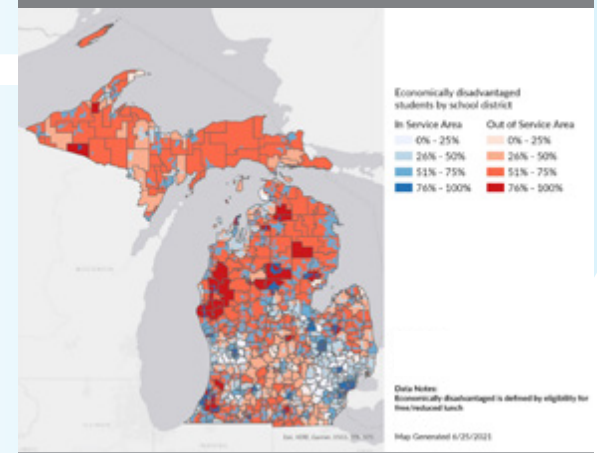 Economically disadvantaged
students by school district
In Service Area Out of Service Area
0% - 25% 0% - 25%
26% - 50% 26% - 50%
51% - 75% 51% - 75%
76% - 100% 76% - 100%
Data Notes:
Economically disadvantaged is defined by eligibility for
free/reduced lunch
Map Generated 6/25/2021